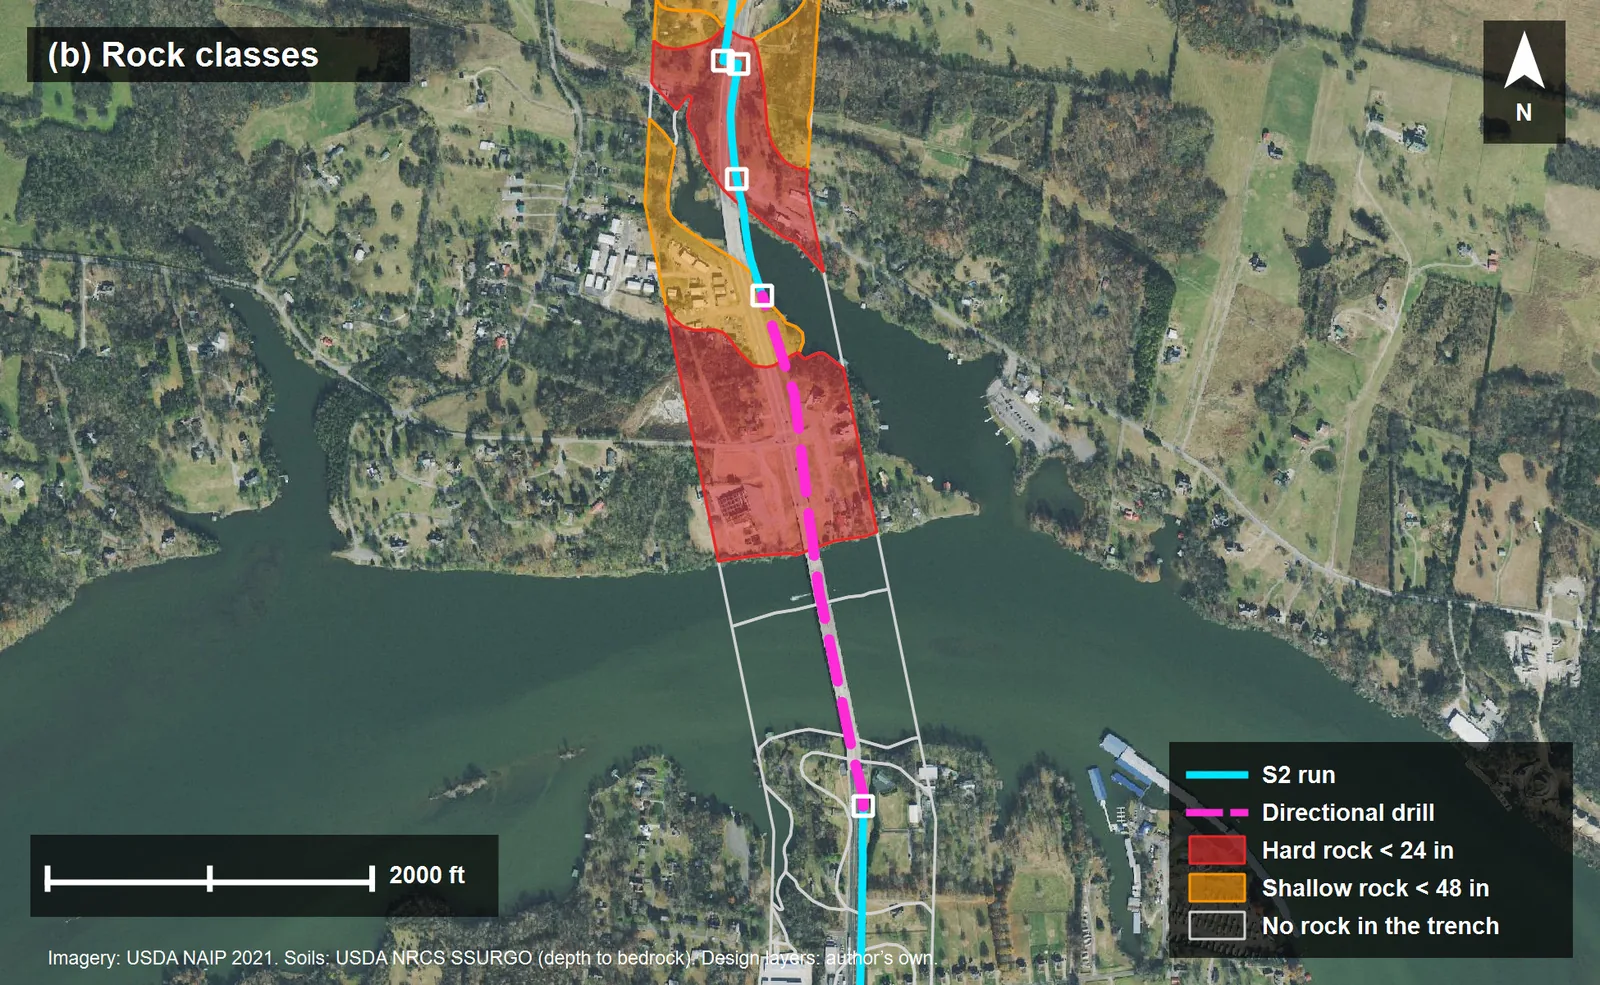 (b) Rock classes
N
S2 run
Directional drill
Hard rock < 24 in
Shallow rock < 48 in
No rock in the trench
2000 ft
Imagery: USDA NAIP 2021. Soils: USDA NRCS SSURGO (depth to bedrock). Design layers: author's own.